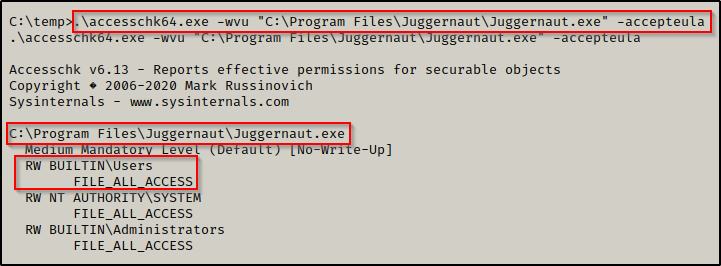 C:\temp>.\accesschk64.exe -wvu "C:\Program Files\Juggernaut\Juggernaut.exe" -accepteula
.\accesschk64.exe -wvu "C:\Program Files\Juggernaut\Juggernaut.exe" -accepteula
Accesschk v6.13 - Reports effective permissions for securable objects
Copyright � 2006-2020 Mark Russinovich
Sysinternals - www.sysinternals.com
C:\Program Files\Juggernaut\Juggernaut.exe
Medium Mandatory Level (Default) [No-Write-Up]
RW BUILTIN\Users
FILE_ALL_ACCESS
RW NT AUTHORITY\SYSTEM
FILE_ALL_ACCESS
RW BUILTIN\Administrators
FILE_ALL_ACCESS